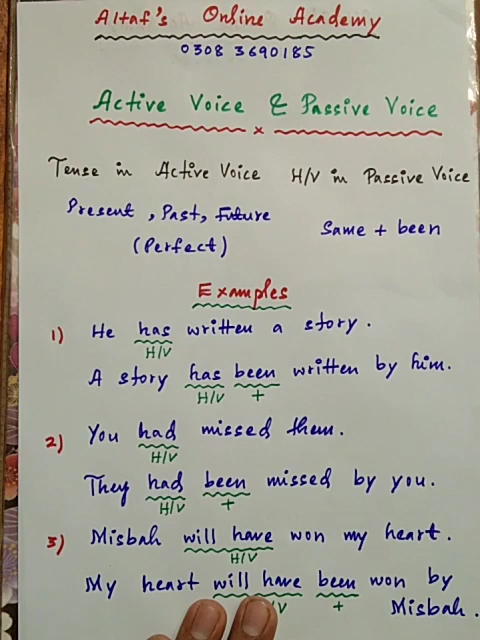 Altaf's Online Academy
0308 3690185
Active Voice & Passive Voice
x
Tense in Active Voice H/V in Passive Voice
Present, Past, Future Same + been
(Perfect)
Examples
1) He has written a story.
H/V
A story has been written by him.
H/V +
2) You had missed them.
H/V
They had been missed by you.
H/V +
3) Misbah will have won my heart.
H/V
My heart will have been won by
+ Misbah.